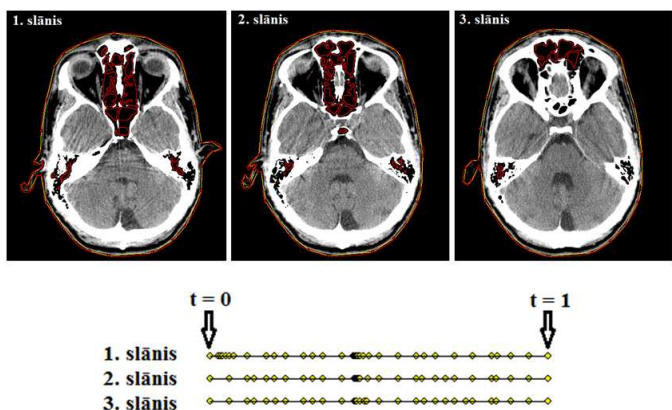 1. slānis
2. slānis
3. slānis
t = 0
t = 1
1. slānis
2. slānis
3. slānis